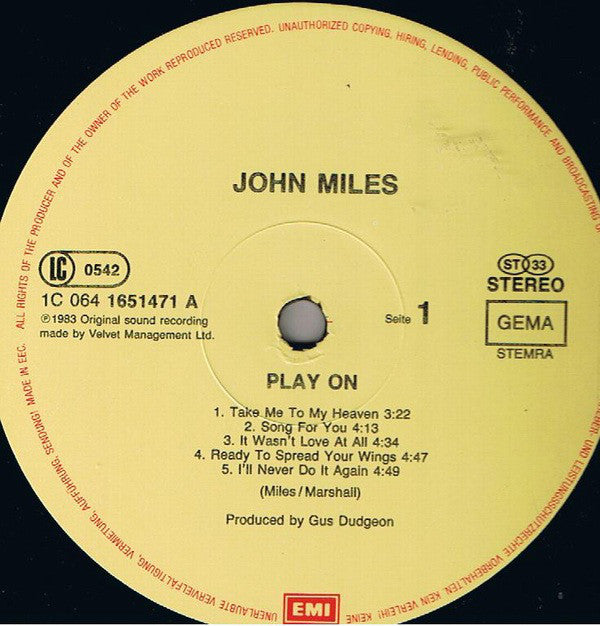 ALL RIGHTS OF THE PRODUCER AND OF THE OWNER OF THE WORK REPRODUCED RESERVED. UNAUTHORIZED COPYING, HIRING, LENDING, PUBLIC PERFORMANCE AND BROADCASTING OF
JOHN MILES
LC 0542
1C 064 1651471 A
℗1983 Original sound recording
made by Velvet Management Ltd.
Seite 1
ST 33
STEREO
GEMA
STEMRA
PLAY ON
1. Take Me To My Heaven 3:22
2. Song For You 4:13
3. It Wasn't Love At All 4:34
4. Ready To Spread Your Wings 4:47
5. I'll Never Do It Again 4:49
(Miles/Marshall)
Produced by Gus Dudgeon
EMI
UND LEISTUNGSSCHUTZRECHTE VORBEHALTEN. KEIN VERLEIH! KEINE
UNERLAUBTE VERVIELFÄLTIGUNG, VERMIETUNG, AUFFÜHRUNG, SENDUNG! MADE IN EEC.